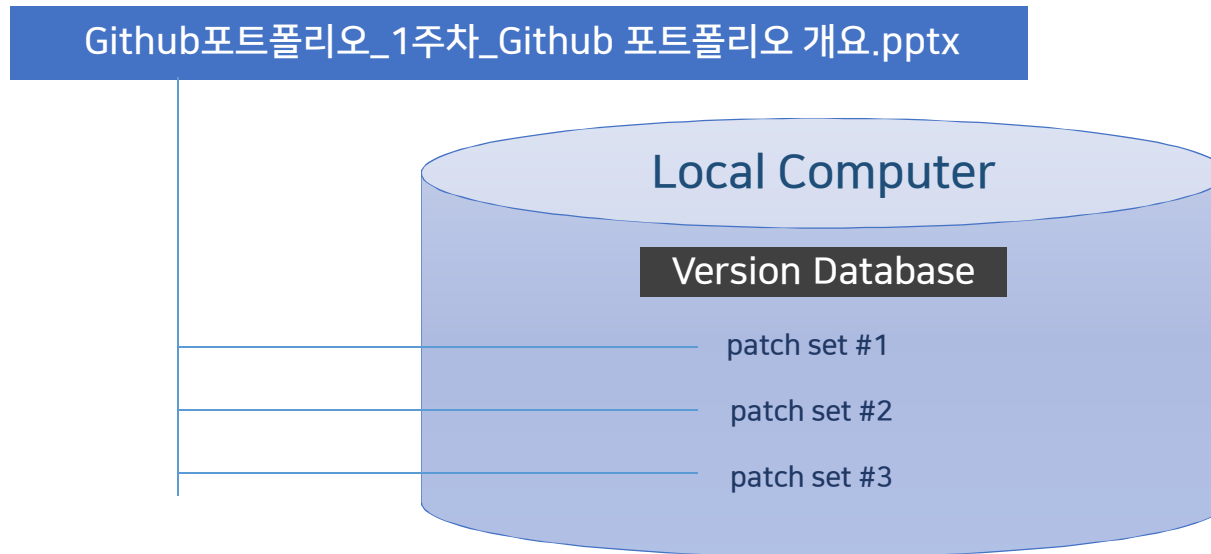 Github포트폴리오_1주차_Github 포트폴리오 개요.pptx
Local Computer
Version Database
patch set #1
patch set #2
patch set #3